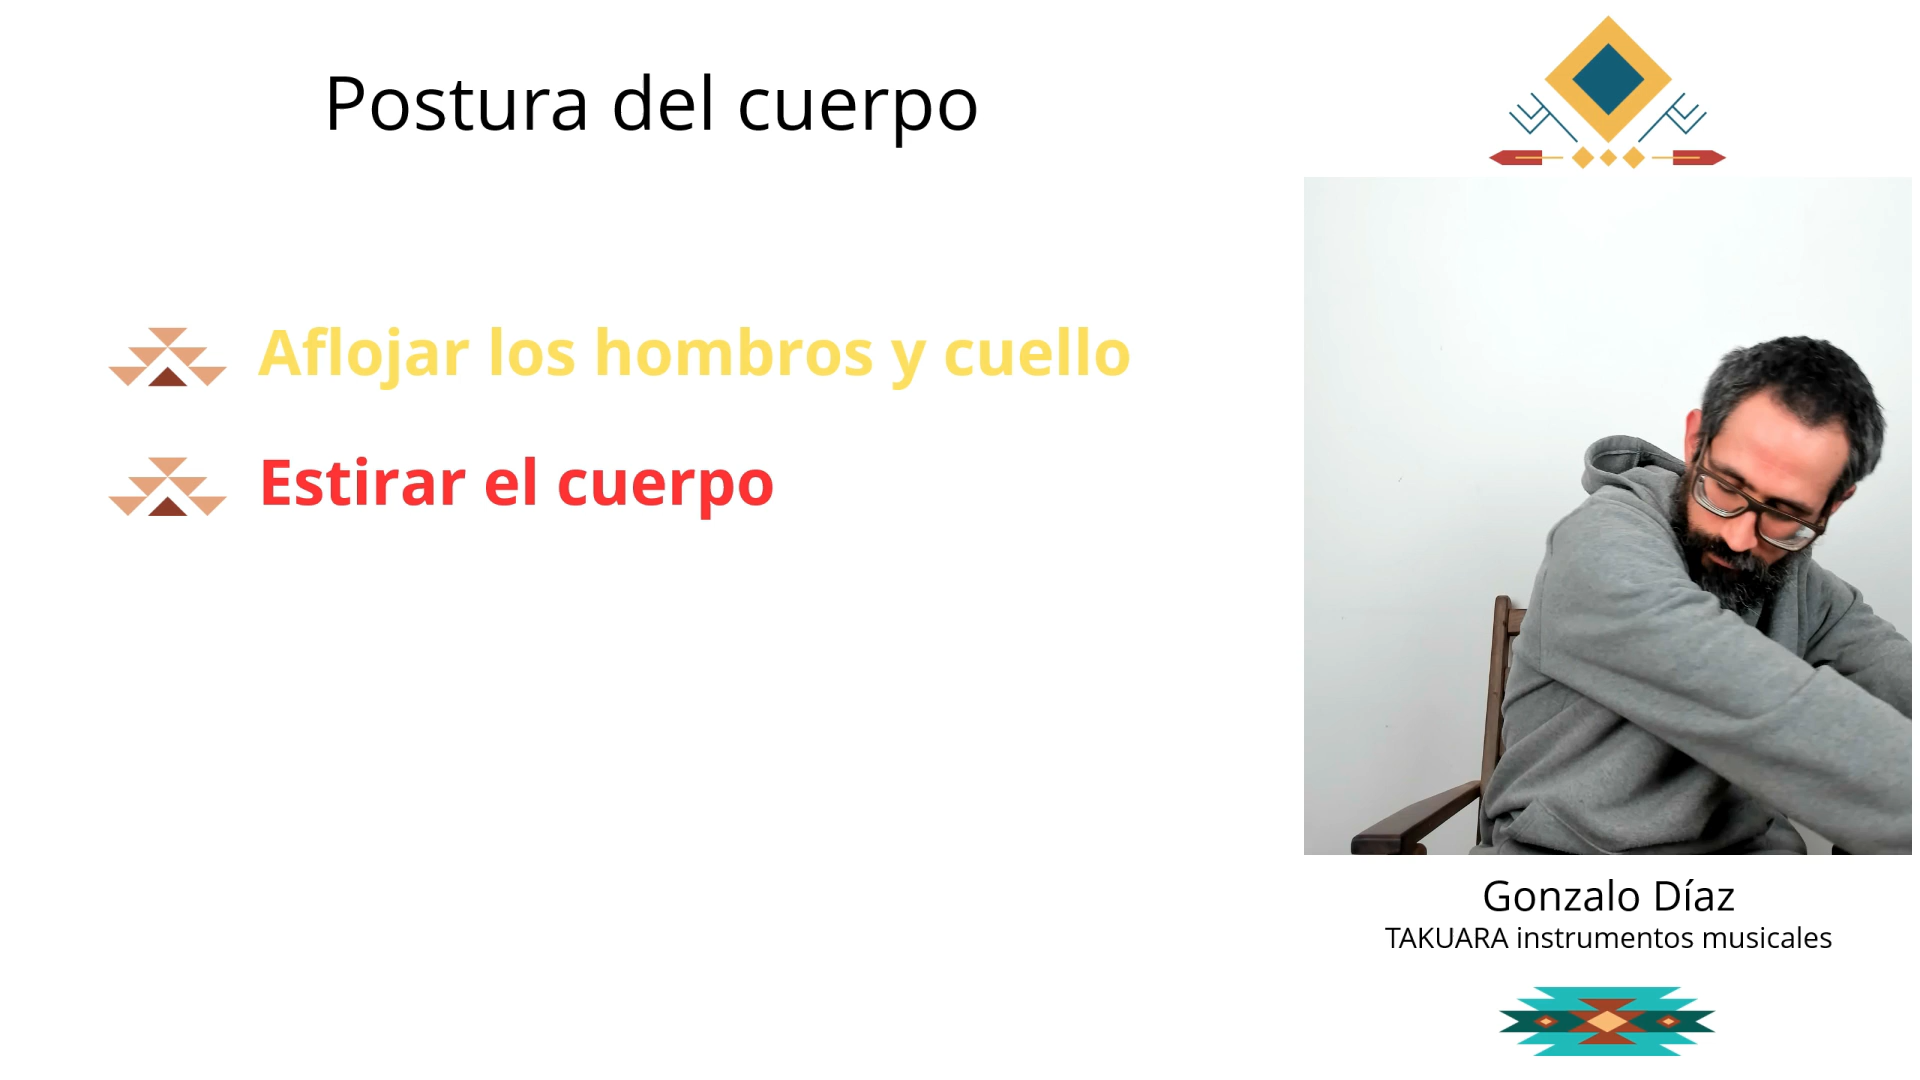 Postura del cuerpo
Aflojar los hombros y cuello
Estirar el cuerpo
Gonzalo Díaz
TAKUARA instrumentos musicales